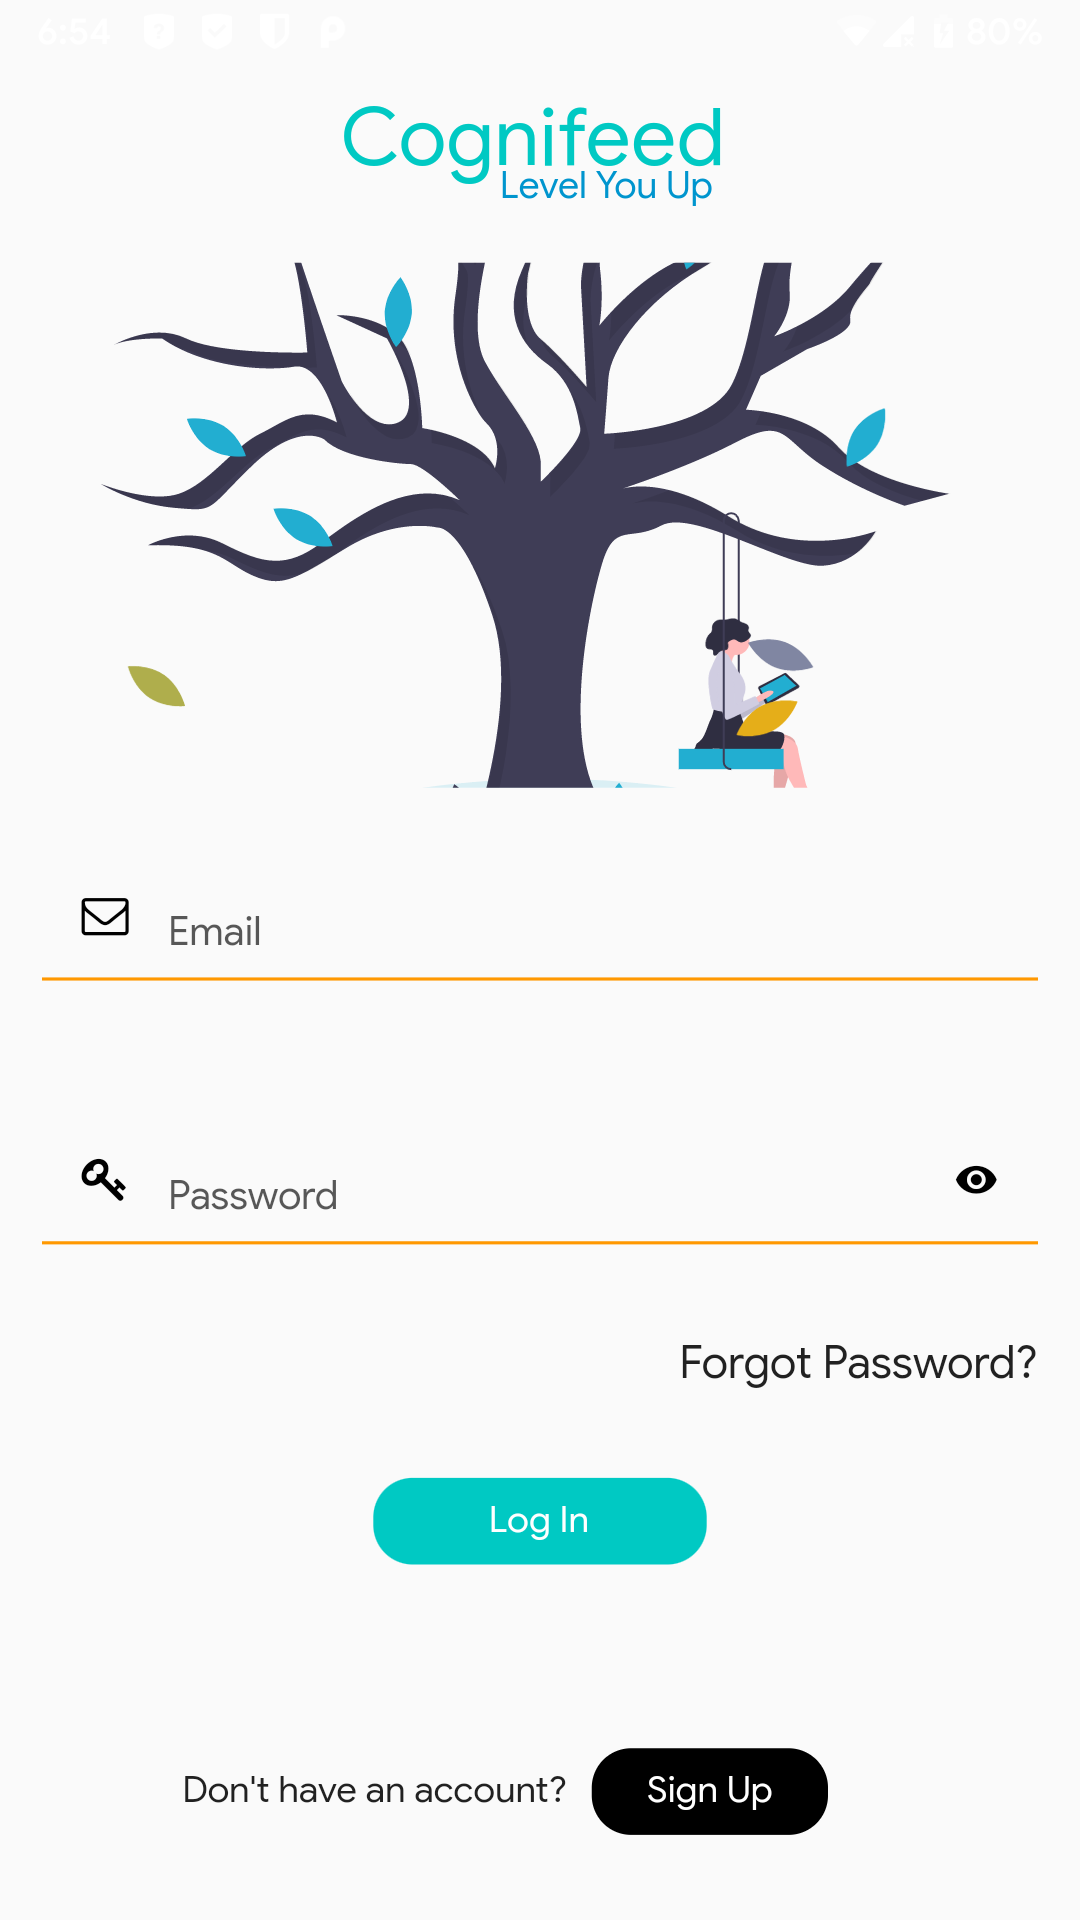 6:54 80%
Cognifeed
Level You Up
Email
Password
Forgot Password?
Log In
Don't have an account? Sign Up